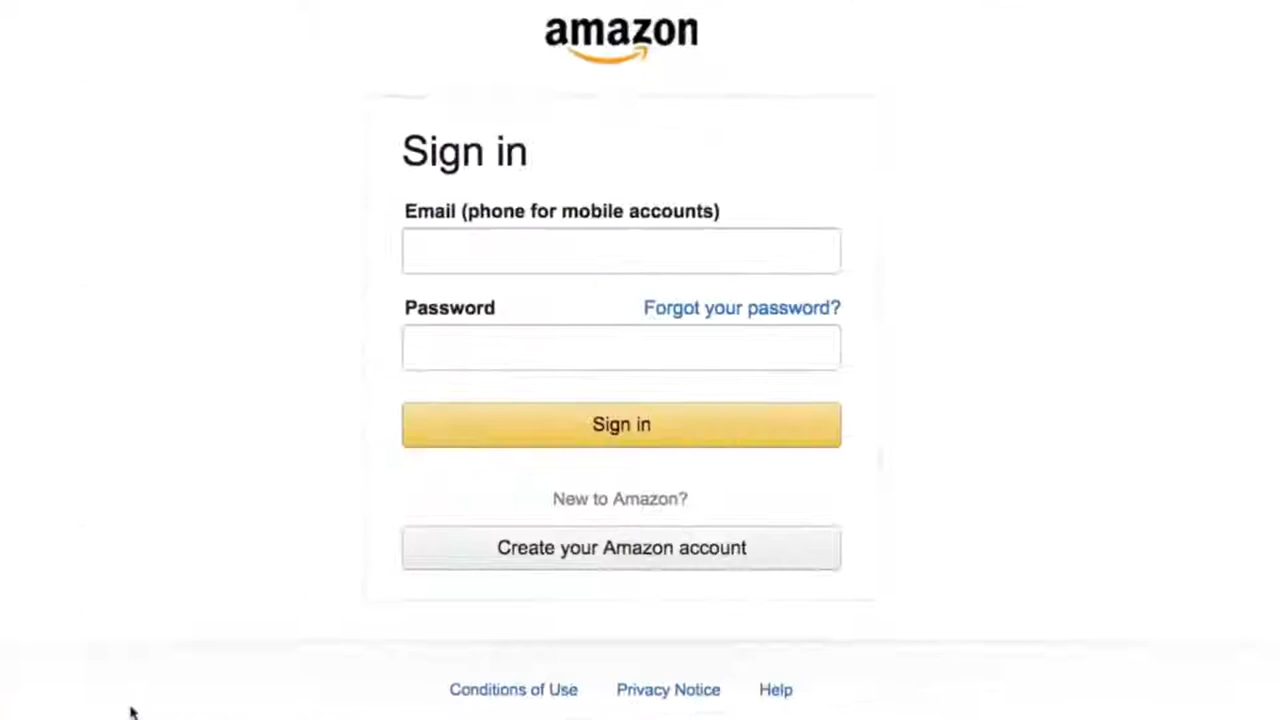 amazon
Sign in
Email (phone for mobile accounts)
Password Forgot your password?
Sign in
New to Amazon?
Create your Amazon account
Conditions of Use Privacy Notice Help